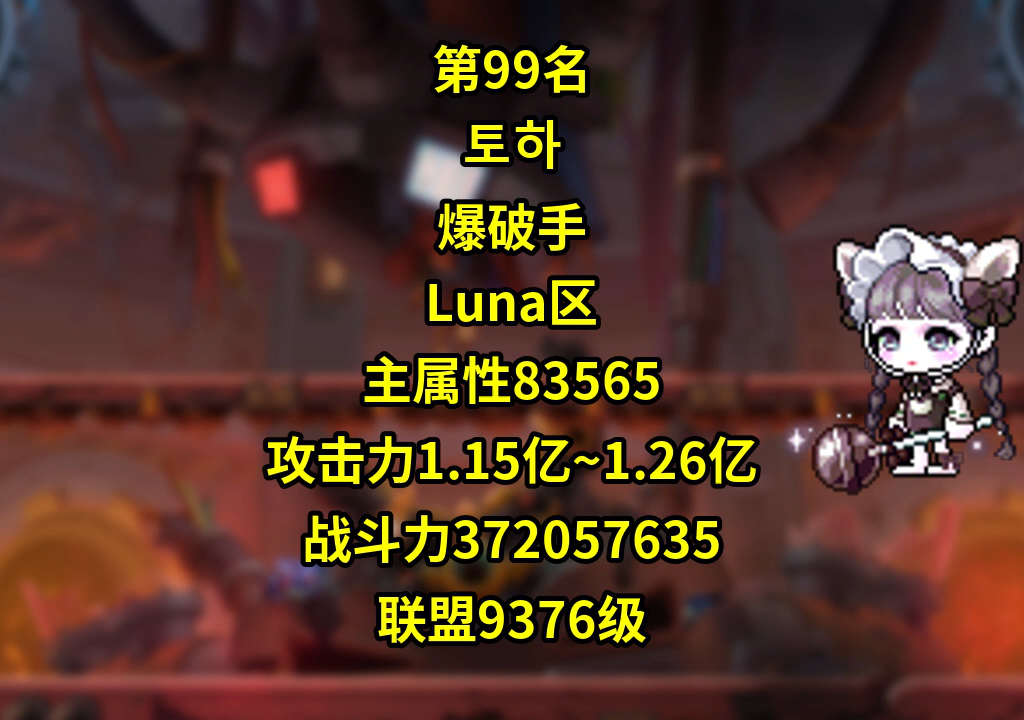 第99名
토하
爆破手
Luna区
主属性83565
攻击力1.15亿~1.26亿
战斗力372057635
联盟9376级